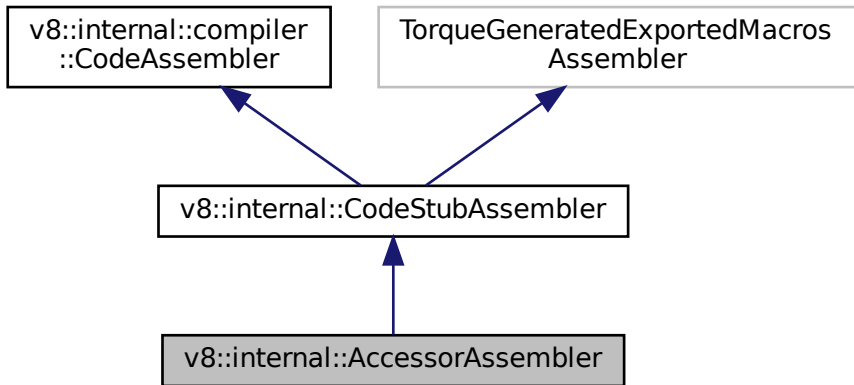 v8::internal::compiler
::CodeAssembler
TorqueGeneratedExportedMacros
Assembler
v8::internal::CodeStubAssembler
v8::internal::AccessorAssembler